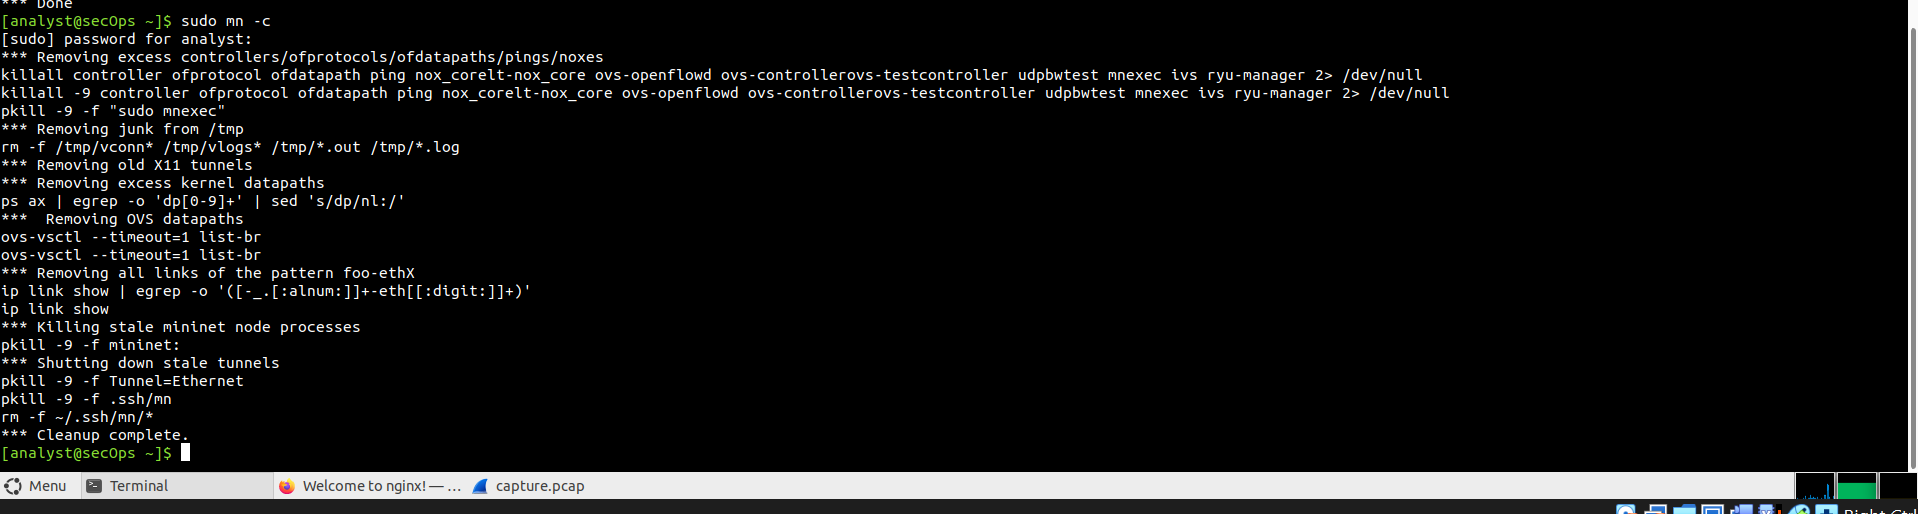 *** Done
[analyst@secOps ~]$ sudo mn -c
[sudo] password for analyst:
*** Removing excess controllers/ofprotocols/ofdatapaths/pings/noxes
killall controller ofprotocol ofdatapath ping nox_corelt-nox_core ovs-openflowd ovs-controllerovs-testcontroller udpbwtest mnexec ivs ryu-manager 2> /dev/null
killall -9 controller ofprotocol ofdatapath ping nox_corelt-nox_core ovs-openflowd ovs-controllerovs-testcontroller udpbwtest mnexec ivs ryu-manager 2> /dev/null
pkill -9 -f "sudo mnexec"
*** Removing junk from /tmp
rm -f /tmp/vconn* /tmp/vlogs* /tmp/*.out /tmp/*.log
*** Removing old X11 tunnels
*** Removing excess kernel datapaths
ps ax | egrep -o 'dp[0-9]+' | sed 's/dp/nl:/'
***  Removing OVS datapaths
ovs-vsctl --timeout=1 list-br
ovs-vsctl --timeout=1 list-br
*** Removing all links of the pattern foo-ethX
ip link show | egrep -o '([-_.[:alnum:]]+-eth[[:digit:]]+)'
ip link show
*** Killing stale mininet node processes
pkill -9 -f mininet:
*** Shutting down stale tunnels
pkill -9 -f Tunnel=Ethernet
pkill -9 -f .ssh/mn
rm -f ~/.ssh/mn/*
*** Cleanup complete.
[analyst@secOps ~]$
Menu Terminal Welcome to nginx! — ... capture.pcap
Right Ctrl